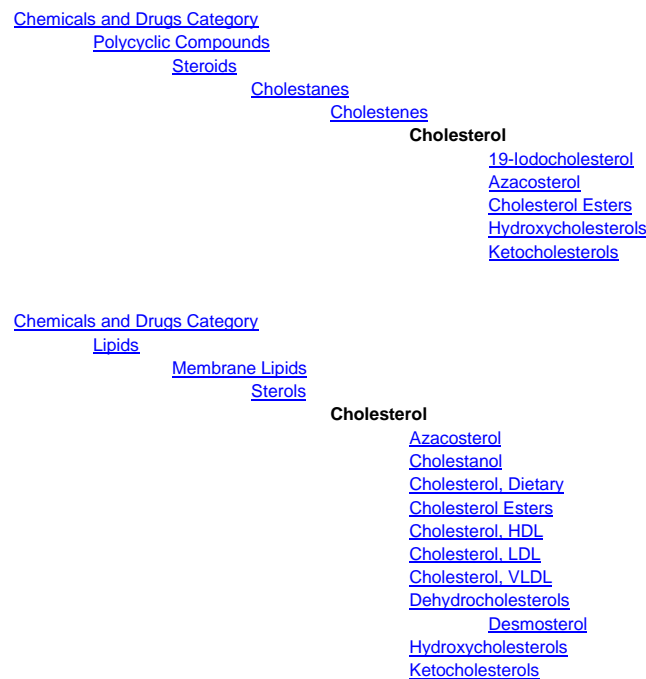 Chemicals and Drugs Category
Polycyclic Compounds
Steroids
Cholestanes
Cholestenes
Cholesterol
19-Iodocholesterol
Azacosterol
Cholesterol Esters
Hydroxycholesterols
Ketocholesterols
Chemicals and Drugs Category
Lipids
Membrane Lipids
Sterols
Cholesterol
Azacosterol
Cholestanol
Cholesterol, Dietary
Cholesterol Esters
Cholesterol, HDL
Cholesterol, LDL
Cholesterol, VLDL
Dehydrocholesterols
Desmosterol
Hydroxycholesterols
Ketocholesterols